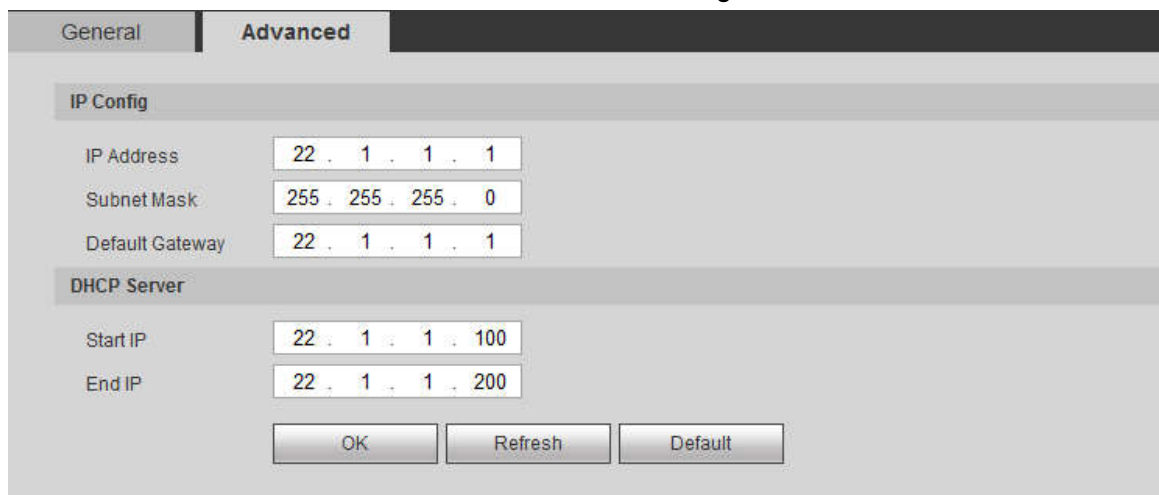 General Advanced
IP Config
IP Address 22 . 1 . 1 . 1
Subnet Mask 255 . 255 . 255 . 0
Default Gateway 22 . 1 . 1 . 1
DHCP Server
Start IP 22 . 1 . 1 . 100
End IP 22 . 1 . 1 . 200
OK Refresh Default